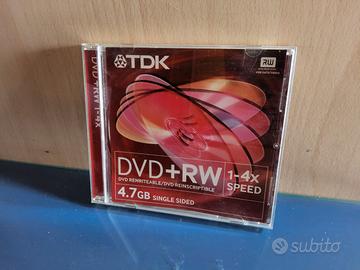 TDK
RW
DVD+RW
DVD REWRITEABLE/DVD REINSCRIPTIBLE
1-4x
SPEED
4.7GB SINGLE SIDED
DVD+RW 1-4x
subito